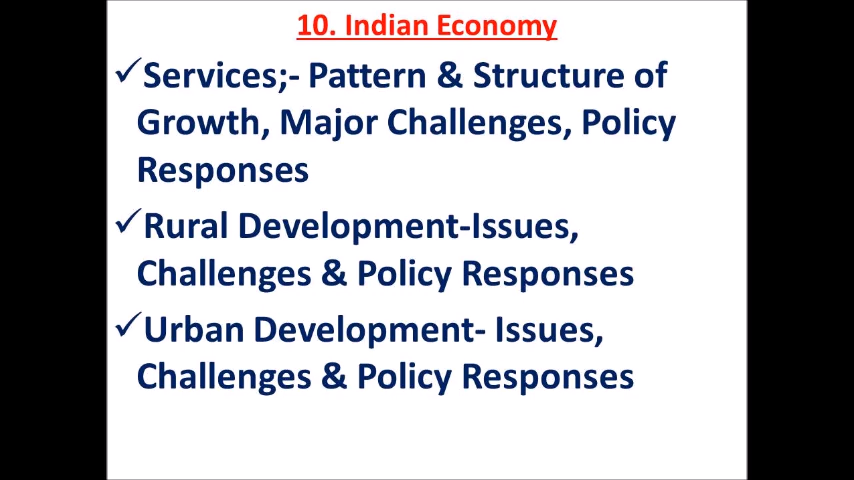 10. Indian Economy
✓Services;- Pattern & Structure of
Growth, Major Challenges, Policy
Responses
✓Rural Development-Issues,
Challenges & Policy Responses
✓Urban Development- Issues,
Challenges & Policy Responses